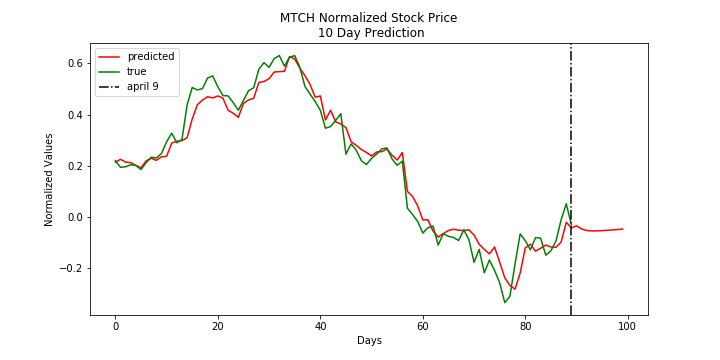 MTCH Normalized Stock Price
10 Day Prediction
predicted
true
april 9
Normalized Values
0.6
0.4
0.2
0.0
−0.2
0 20 40 60 80 100
Days